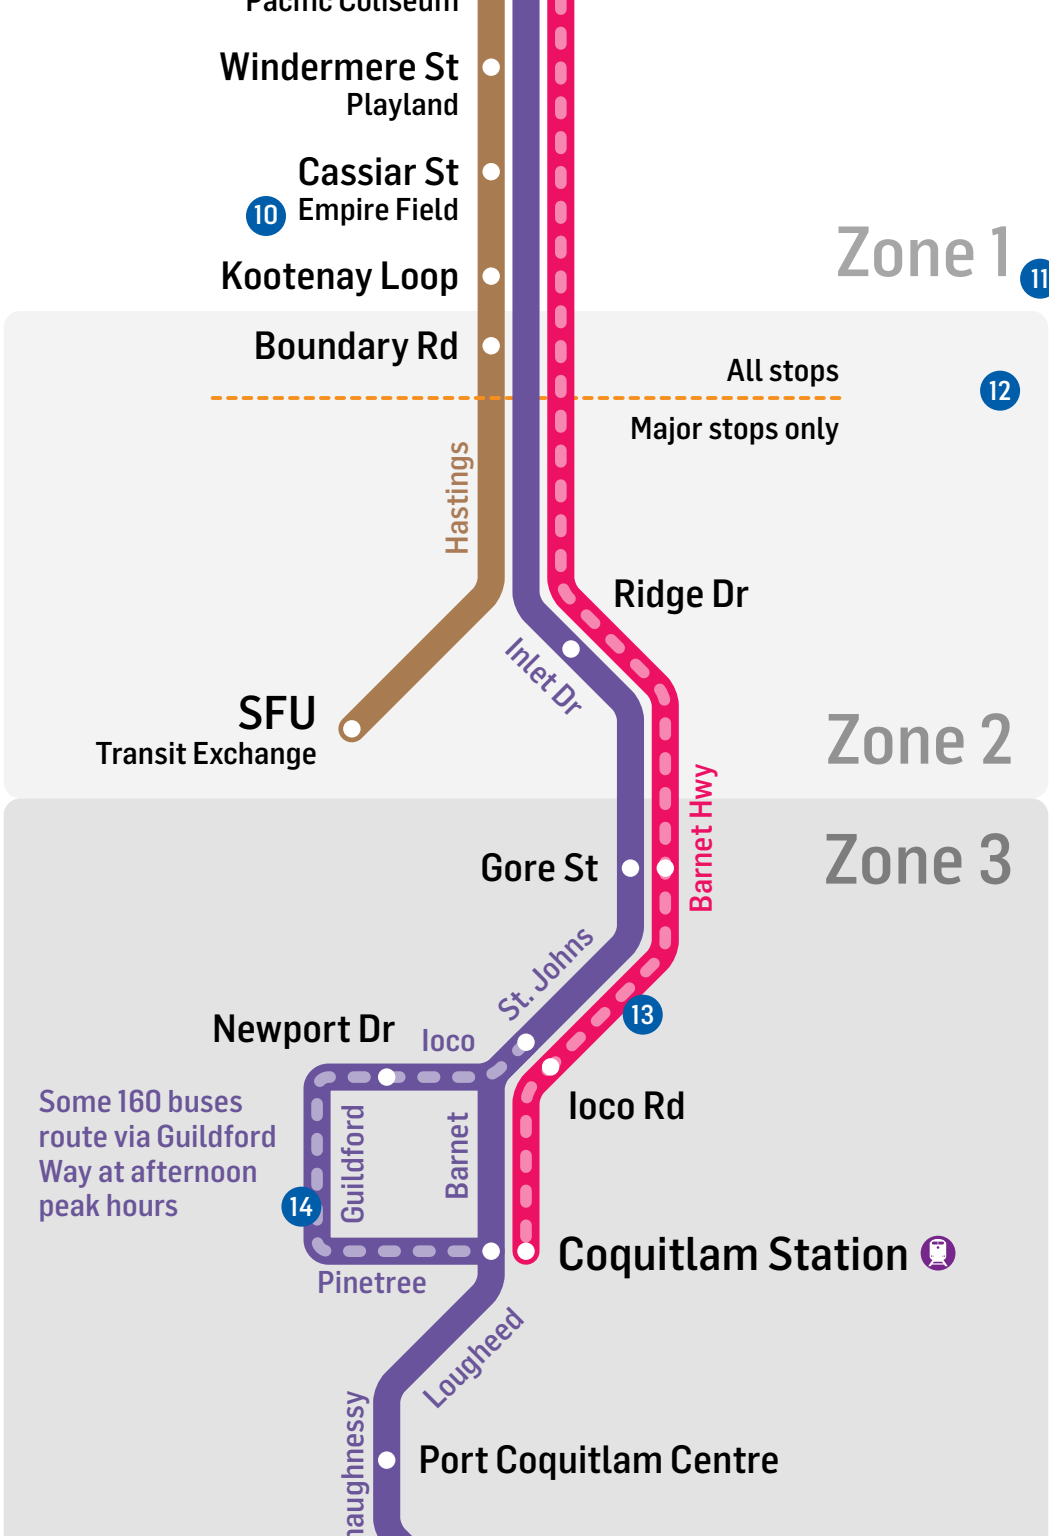 Pacific Coliseum
Windermere St
Playland
Cassiar St
10 Empire Field
Zone 1
Kootenay Loop
11
Boundary Rd
All stops
12
Major stops only
Hastings
Ridge Dr
Inlet Dr
SFU
Transit Exchange
Zone 2
Barnet Hwy
Zone 3
Gore St
St. Johns
13
Newport Dr
Ioco
Ioco Rd
Some 160 buses
route via Guildford
Way at afternoon
peak hours
Guildford
Barnet
14
Coquitlam Station
Pinetree
Lougheed
Port Coquitlam Centre